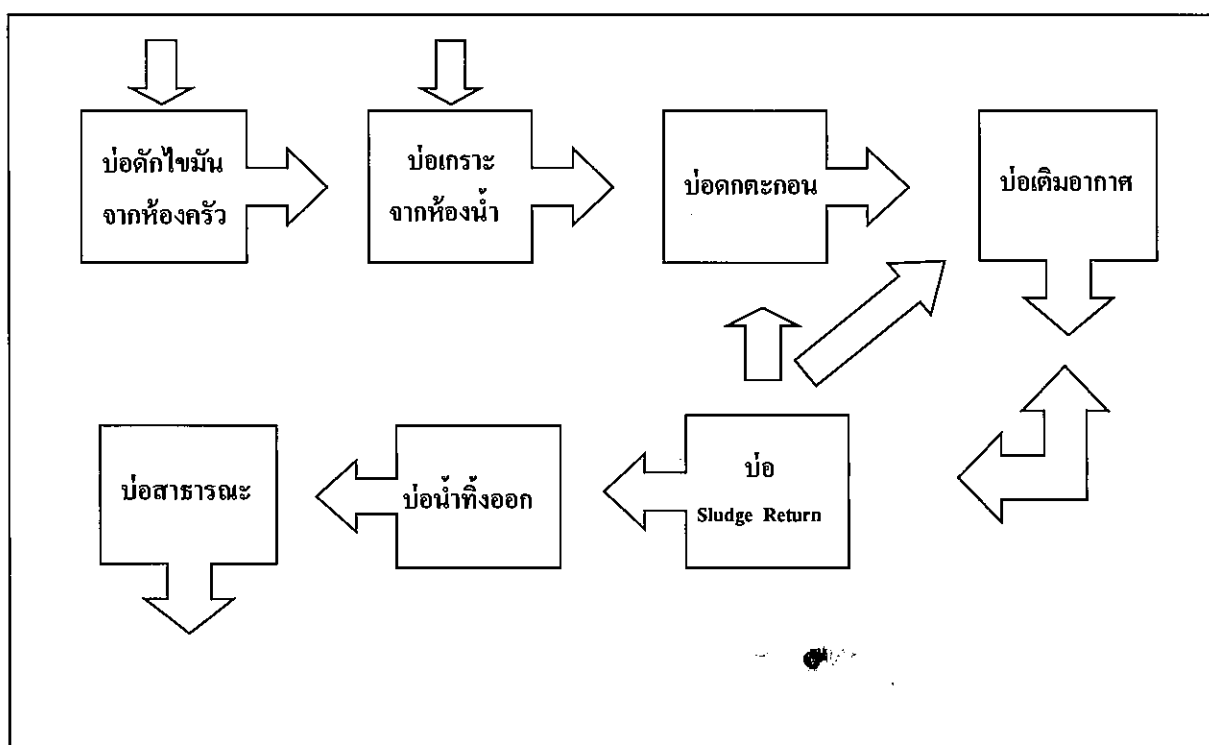 บ่อดักไขมัน
จากห้องครัว
บ่อเกราะ
จากห้องน้ำ
บ่อตกตะกอน
บ่อเติมอากาศ
บ่อสาธารณะ
บ่อน้ำทิ้งออก
บ่อ
Sludge Return